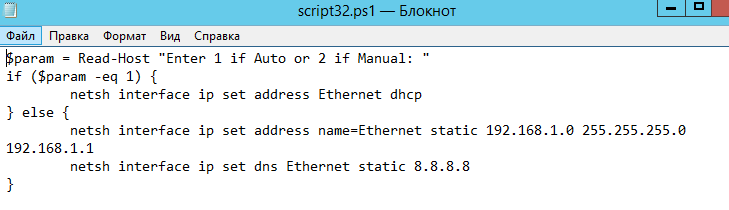 script32.ps1 — Блокнот
Файл Правка Формат Вид Справка
$param = Read-Host "Enter 1 if Auto or 2 if Manual: "
if ($param -eq 1) {
        netsh interface ip set address Ethernet dhcp
} else {
        netsh interface ip set address name=Ethernet static 192.168.1.0 255.255.255.0
192.168.1.1
        netsh interface ip set dns Ethernet static 8.8.8.8
}